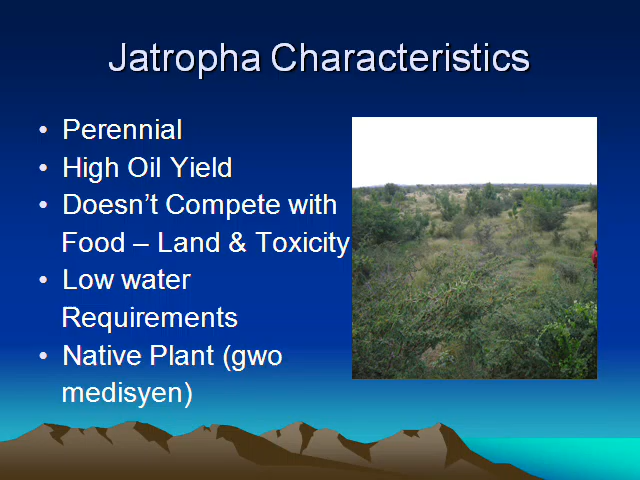 Jatropha Characteristics
• Perennial
• High Oil Yield
• Doesn’t Compete with
Food – Land & Toxicity
• Low water
Requirements
• Native Plant (gwo
medisyen)